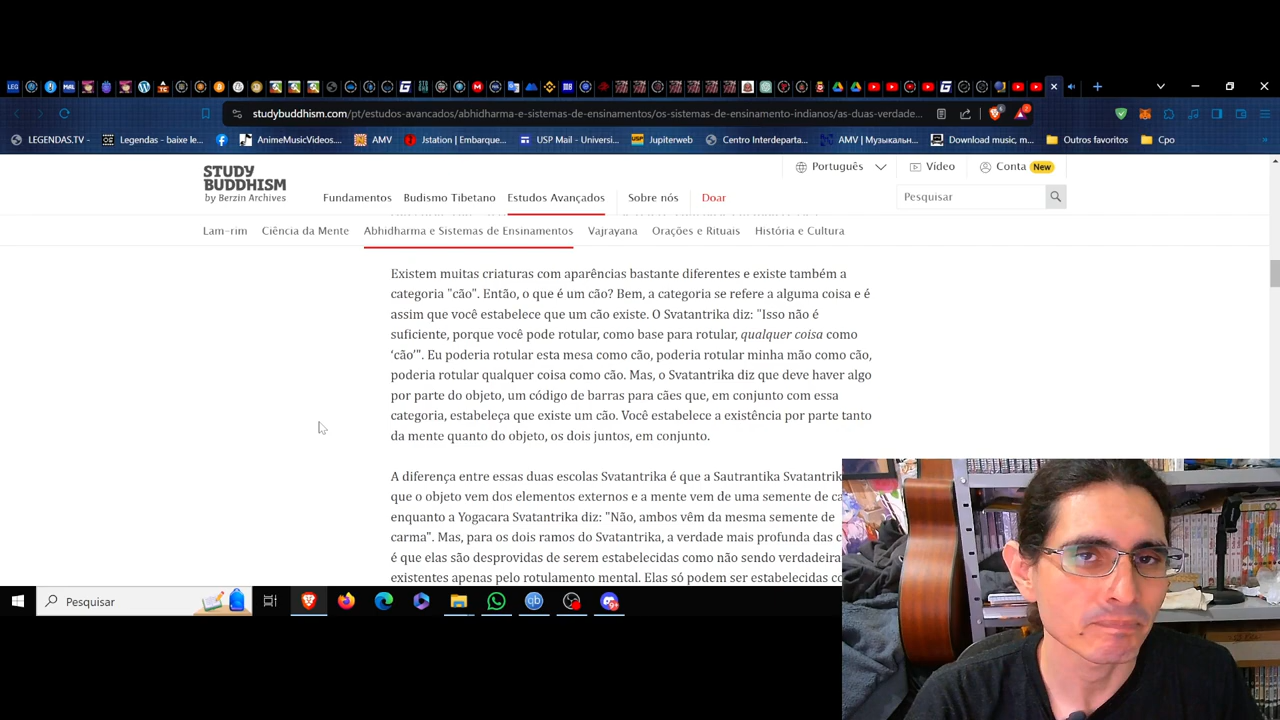 studybuddhism.com/pt/estudos-avancados/abhidharma-e-sistemas-de-ensinamentos/os-sistemas-de-ensinamento-indianos/as-duas-verdade...
LEGENDAS.TV - Legendas - baixe le... AnimeMusicVideos.... AMV Jstation | Embarque... USP Mail - Universi... Jupiterweb Centro Interdeparta... AMV | Музыкальн... Download music, m... Outros favoritos Cpo
STUDY
BUDDHISM
by Berzin Archives
Português Vídeo Conta New
Fundamentos Budismo Tibetano Estudos Avançados Sobre nós Doar Pesquisar
Lam-rim Ciência da Mente Abhidharma e Sistemas de Ensinamentos Vajrayana Orações e Rituais História e Cultura
Existem muitas criaturas com aparências bastante diferentes e existe também a
categoria "cão". Então, o que é um cão? Bem, a categoria se refere a alguma coisa e é
assim que você estabelece que um cão existe. O Svatantrika diz: "Isso não é
suficiente, porque você pode rotular, como base para rotular, qualquer coisa como
‘cão’". Eu poderia rotular esta mesa como cão, poderia rotular minha mão como cão,
poderia rotular qualquer coisa como cão. Mas, o Svatantrika diz que deve haver algo
por parte do objeto, um código de barras para cães que, em conjunto com essa
categoria, estabeleça que existe um cão. Você estabelece a existência por parte tanto
da mente quanto do objeto, os dois juntos, em conjunto.
A diferença entre essas duas escolas Svatantrika é que a Sautrantika Svatantrik
que o objeto vem dos elementos externos e a mente vem de uma semente de ca
enquanto a Yogacara Svatantrika diz: "Não, ambos vêm da mesma semente de
carma". Mas, para os dois ramos do Svatantrika, a verdade mais profunda das c
é que elas são desprovidas de serem estabelecidas como não sendo verdadeira
existentes apenas pelo rotulamento mental. Elas só podem ser estabelecidas co
Pesquisar